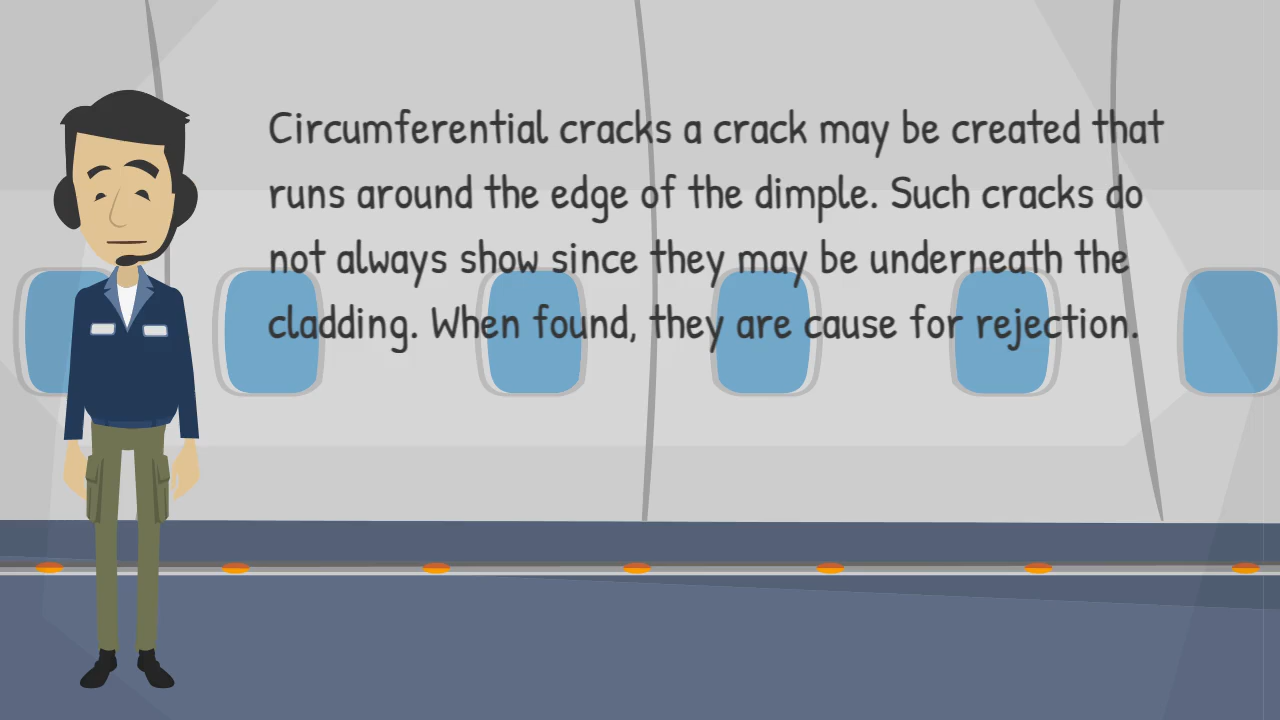 Circumferential cracks a crack may be created that
runs around the edge of the dimple. Such cracks do
not always show since they may be underneath the
cladding. When found, they are cause for rejection.